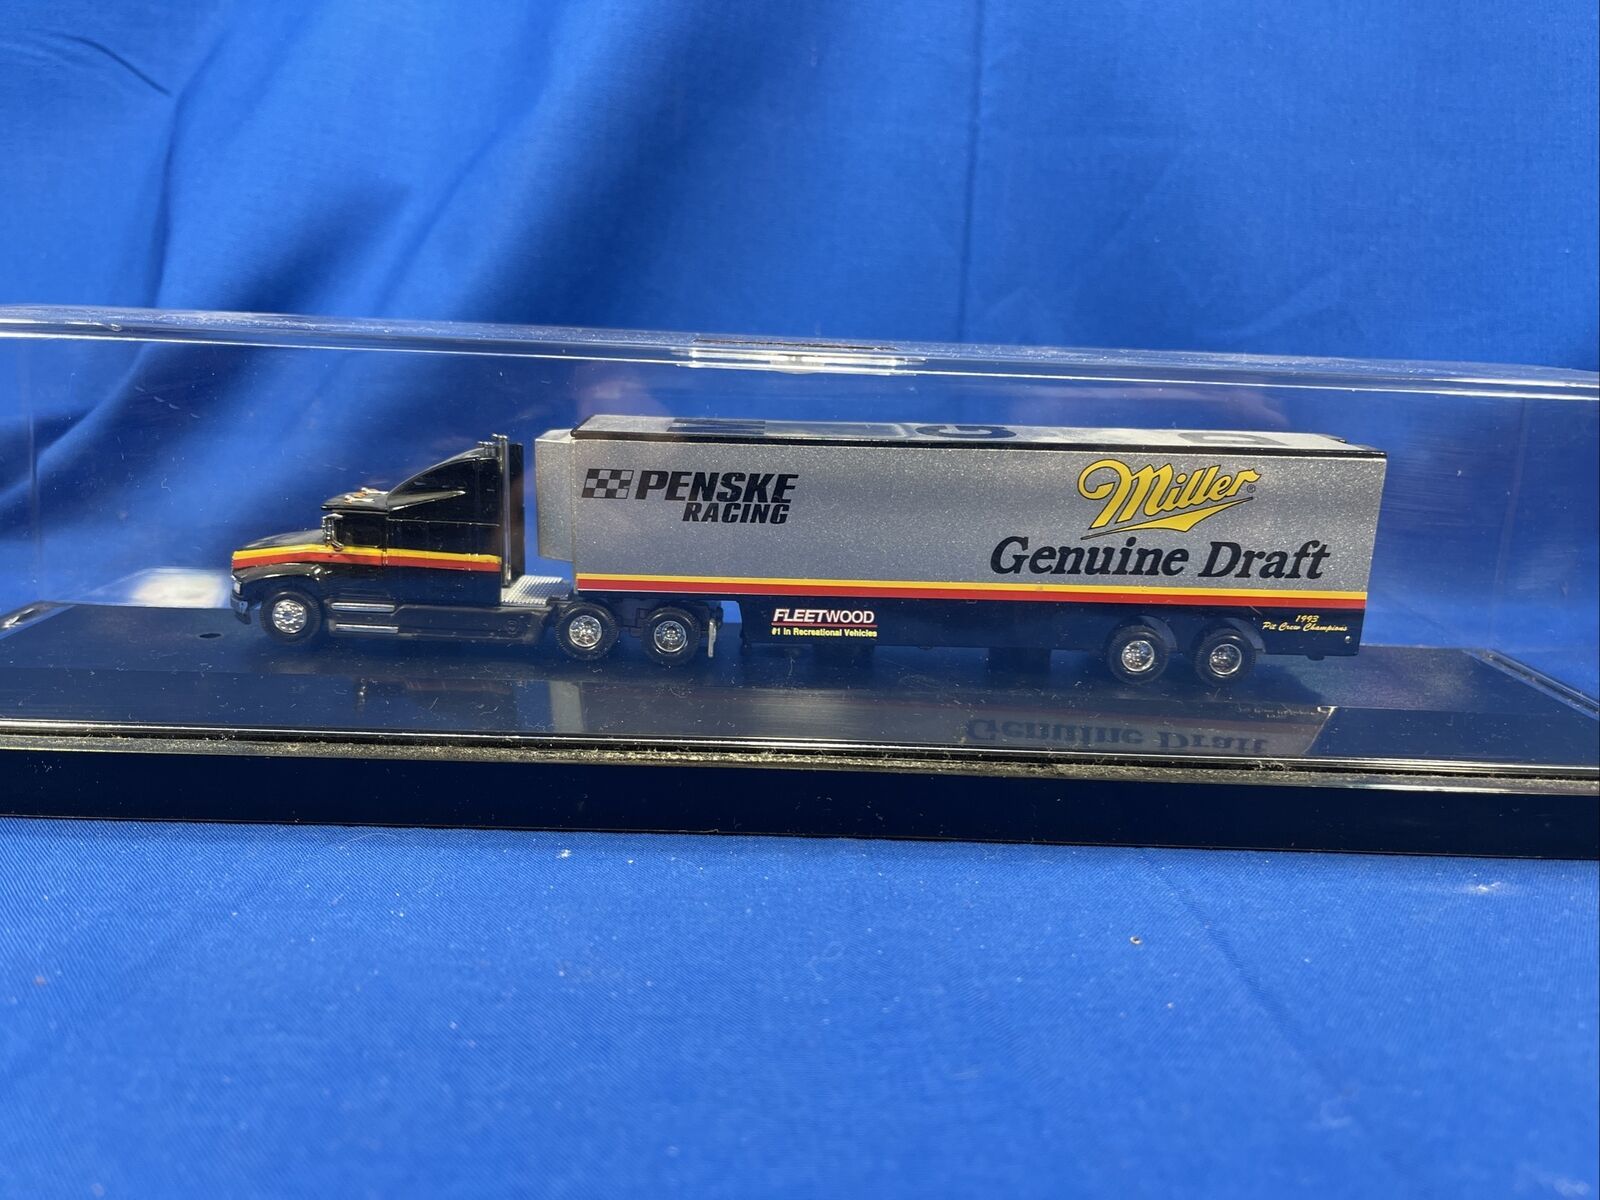 PENSKE
RACING
Miller
Genuine Draft
FLEETWOOD
#1 In Recreational Vehicles
1993
Pit Crew Champions
Genuine Draft